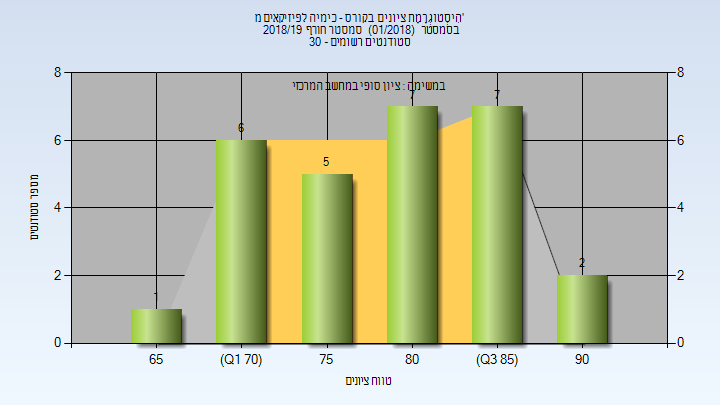 היסטוגרמת ציונים בקורס - כימיה לפיזיקאים מ'
בסמסטר (01/2018) סמסטר חורף 2018/19
סטודנטים רשומים - 30
במשימה : ציון סופי במחשב המרכזי
8 8
7 7
6 6 6
5
4 4
מספר סטודנטים
2 2 2
1
0 0
65 (Q1 70) 75 80 (Q3 85) 90
טווח ציונים